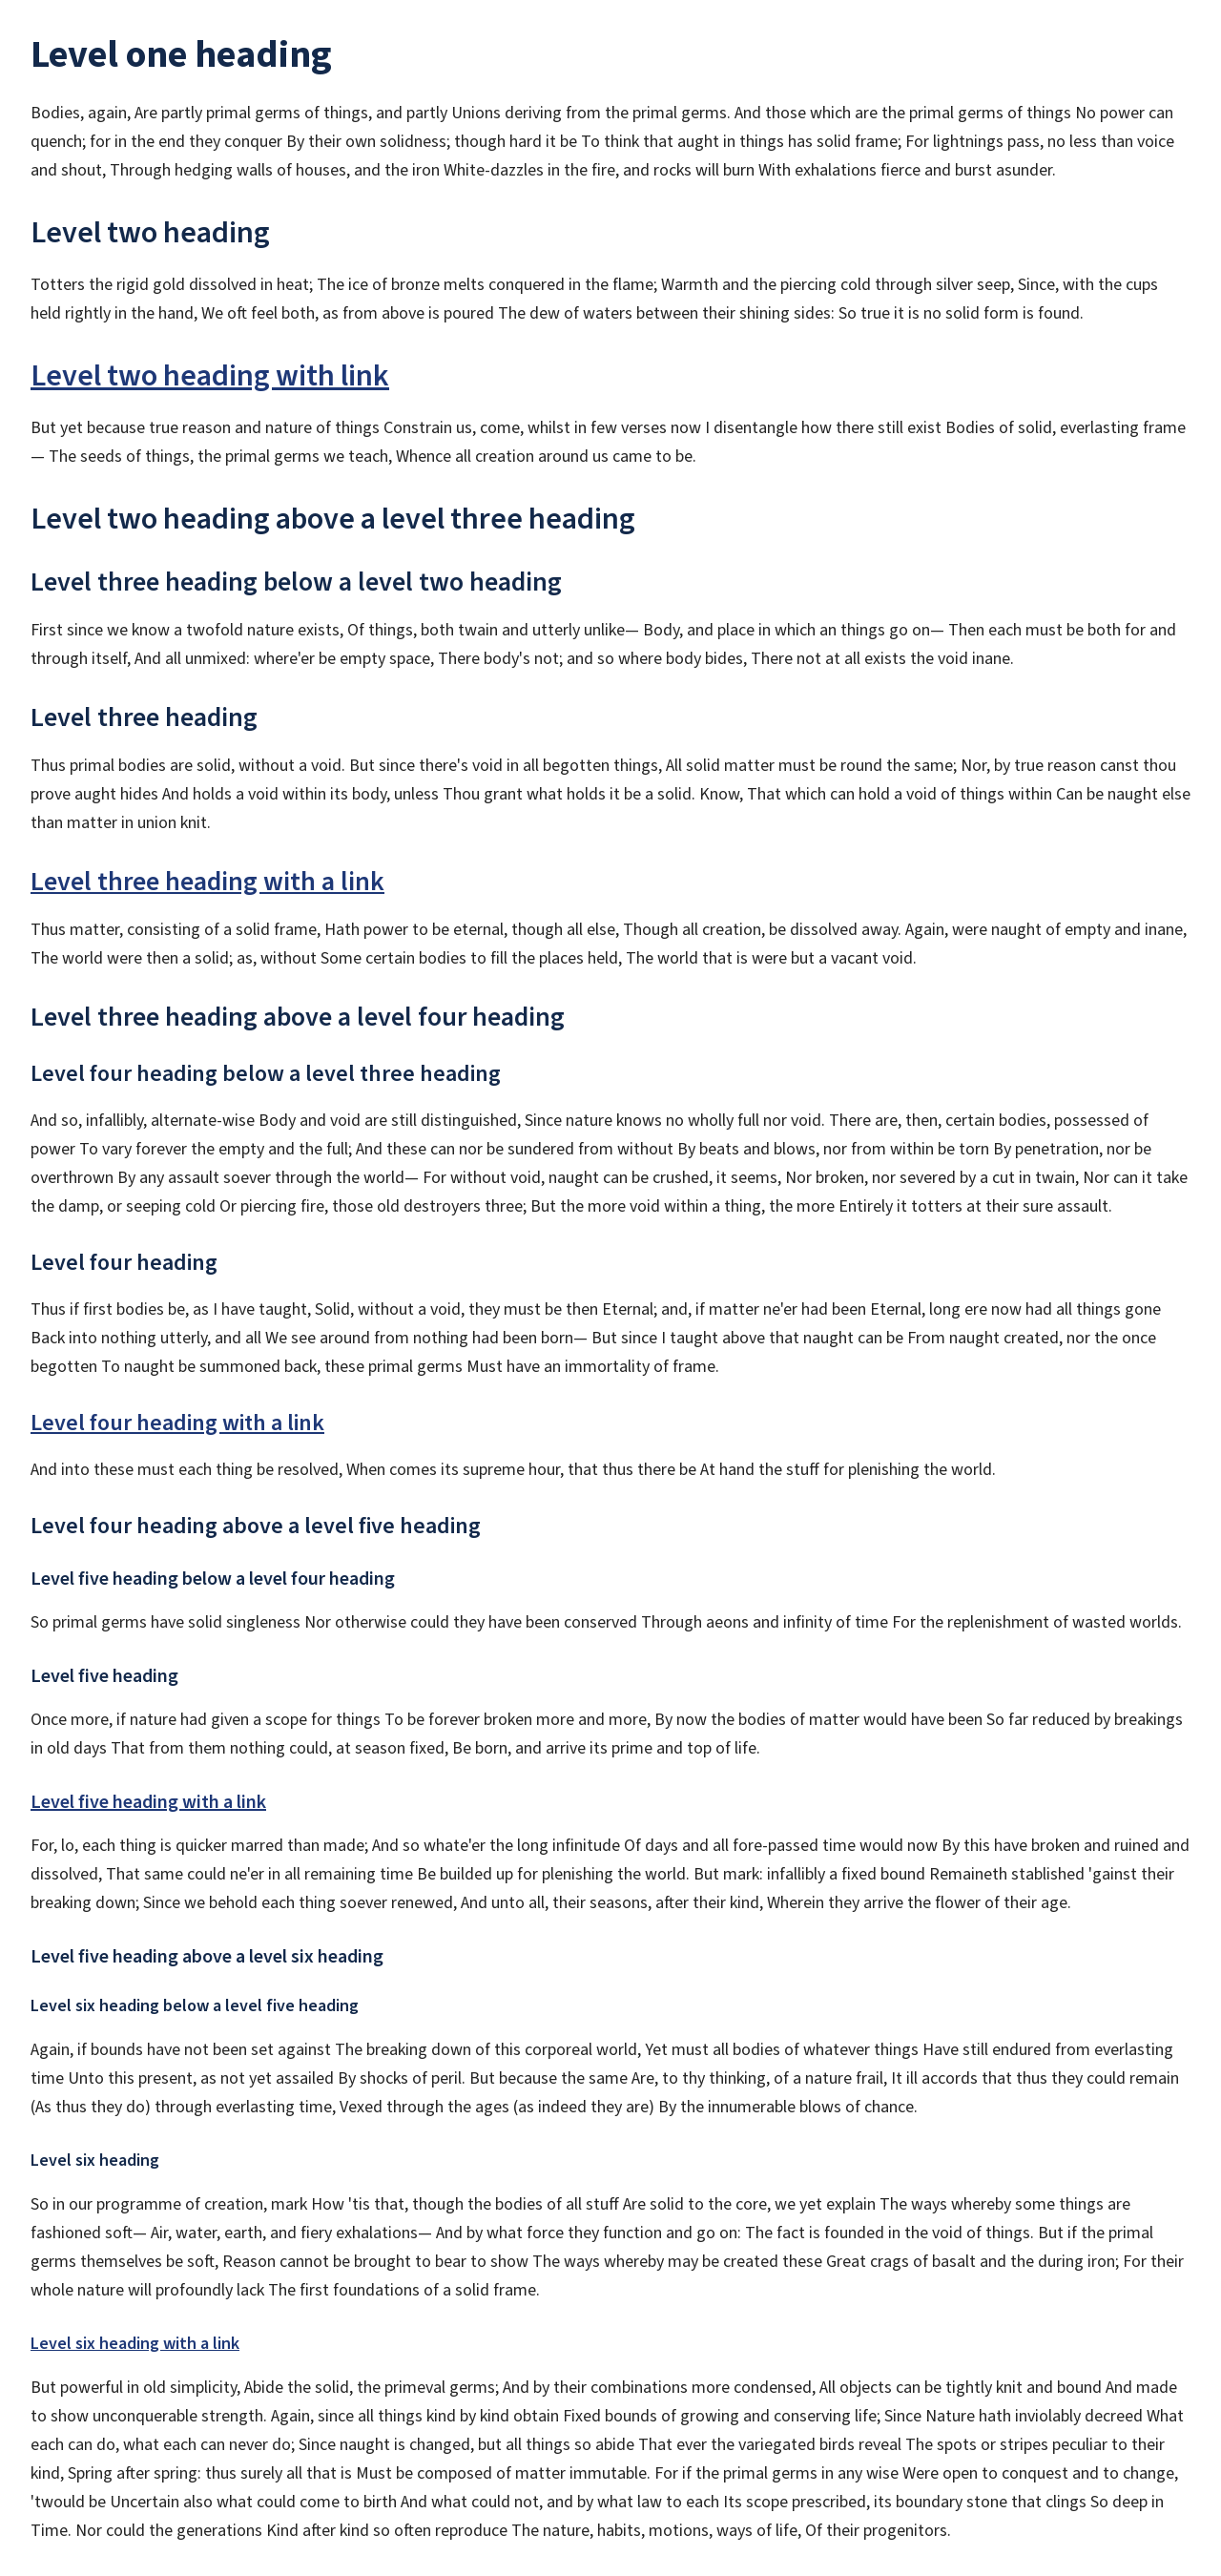 Level one heading
Bodies, again, Are partly primal germs of things, and partly Unions deriving from the primal germs. And those which are the primal germs of things No power can
quench; for in the end they conquer By their own solidness; though hard it be To think that aught in things has solid frame; For lightnings pass, no less than voice
and shout, Through hedging walls of houses, and the iron White-dazzles in the fire, and rocks will burn With exhalations fierce and burst asunder.
Level two heading
Totters the rigid gold dissolved in heat; The ice of bronze melts conquered in the flame; Warmth and the piercing cold through silver seep, Since, with the cups
held rightly in the hand, We oft feel both, as from above is poured The dew of waters between their shining sides: So true it is no solid form is found.
Level two heading with link
But yet because true reason and nature of things Constrain us, come, whilst in few verses now I disentangle how there still exist Bodies of solid, everlasting frame
— The seeds of things, the primal germs we teach, Whence all creation around us came to be.
Level two heading above a level three heading
Level three heading below a level two heading
First since we know a twofold nature exists, Of things, both twain and utterly unlike— Body, and place in which an things go on— Then each must be both for and
through itself, And all unmixed: where'er be empty space, There body's not; and so where body bides, There not at all exists the void inane.
Level three heading
Thus primal bodies are solid, without a void. But since there's void in all begotten things, All solid matter must be round the same; Nor, by true reason canst thou
prove aught hides And holds a void within its body, unless Thou grant what holds it be a solid. Know, That which can hold a void of things within Can be naught else
than matter in union knit.
Level three heading with a link
Thus matter, consisting of a solid frame, Hath power to be eternal, though all else, Though all creation, be dissolved away. Again, were naught of empty and inane,
The world were then a solid; as, without Some certain bodies to fill the places held, The world that is were but a vacant void.
Level three heading above a level four heading
Level four heading below a level three heading
And so, infallibly, alternate-wise Body and void are still distinguished, Since nature knows no wholly full nor void. There are, then, certain bodies, possessed of
power To vary forever the empty and the full; And these can nor be sundered from without By beats and blows, nor from within be torn By penetration, nor be
overthrown By any assault soever through the world— For without void, naught can be crushed, it seems, Nor broken, nor severed by a cut in twain, Nor can it take
the damp, or seeping cold Or piercing fire, those old destroyers three; But the more void within a thing, the more Entirely it totters at their sure assault.
Level four heading
Thus if first bodies be, as I have taught, Solid, without a void, they must be then Eternal; and, if matter ne'er had been Eternal, long ere now had all things gone
Back into nothing utterly, and all We see around from nothing had been born— But since I taught above that naught can be From naught created, nor the once
begotten To naught be summoned back, these primal germs Must have an immortality of frame.
Level four heading with a link
And into these must each thing be resolved, When comes its supreme hour, that thus there be At hand the stuff for plenishing the world.
Level four heading above a level five heading
Level five heading below a level four heading
So primal germs have solid singleness Nor otherwise could they have been conserved Through aeons and infinity of time For the replenishment of wasted worlds.
Level five heading
Once more, if nature had given a scope for things To be forever broken more and more, By now the bodies of matter would have been So far reduced by breakings
in old days That from them nothing could, at season fixed, Be born, and arrive its prime and top of life.
Level five heading with a link
For, lo, each thing is quicker marred than made; And so whate'er the long infinitude Of days and all fore-passed time would now By this have broken and ruined and
dissolved, That same could ne'er in all remaining time Be builded up for plenishing the world. But mark: infallibly a fixed bound Remaineth stablished 'gainst their
breaking down; Since we behold each thing soever renewed, And unto all, their seasons, after their kind, Wherein they arrive the flower of their age.
Level five heading above a level six heading
Level six heading below a level five heading
Again, if bounds have not been set against The breaking down of this corporeal world, Yet must all bodies of whatever things Have still endured from everlasting
time Unto this present, as not yet assailed By shocks of peril. But because the same Are, to thy thinking, of a nature frail, It ill accords that thus they could remain
(As thus they do) through everlasting time, Vexed through the ages (as indeed they are) By the innumerable blows of chance.
Level six heading
So in our programme of creation, mark How 'tis that, though the bodies of all stuff Are solid to the core, we yet explain The ways whereby some things are
fashioned soft— Air, water, earth, and fiery exhalations— And by what force they function and go on: The fact is founded in the void of things. But if the primal
germs themselves be soft, Reason cannot be brought to bear to show The ways whereby may be created these Great crags of basalt and the during iron; For their
whole nature will profoundly lack The first foundations of a solid frame.
Level six heading with a link
But powerful in old simplicity, Abide the solid, the primeval germs; And by their combinations more condensed, All objects can be tightly knit and bound And made
to show unconquerable strength. Again, since all things kind by kind obtain Fixed bounds of growing and conserving life; Since Nature hath inviolably decreed What
each can do, what each can never do; Since naught is changed, but all things so abide That ever the variegated birds reveal The spots or stripes peculiar to their
kind, Spring after spring: thus surely all that is Must be composed of matter immutable. For if the primal germs in any wise Were open to conquest and to change,
'twould be Uncertain also what could come to birth And what could not, and by what law to each Its scope prescribed, its boundary stone that clings So deep in
Time. Nor could the generations Kind after kind so often reproduce The nature, habits, motions, ways of life, Of their progenitors.